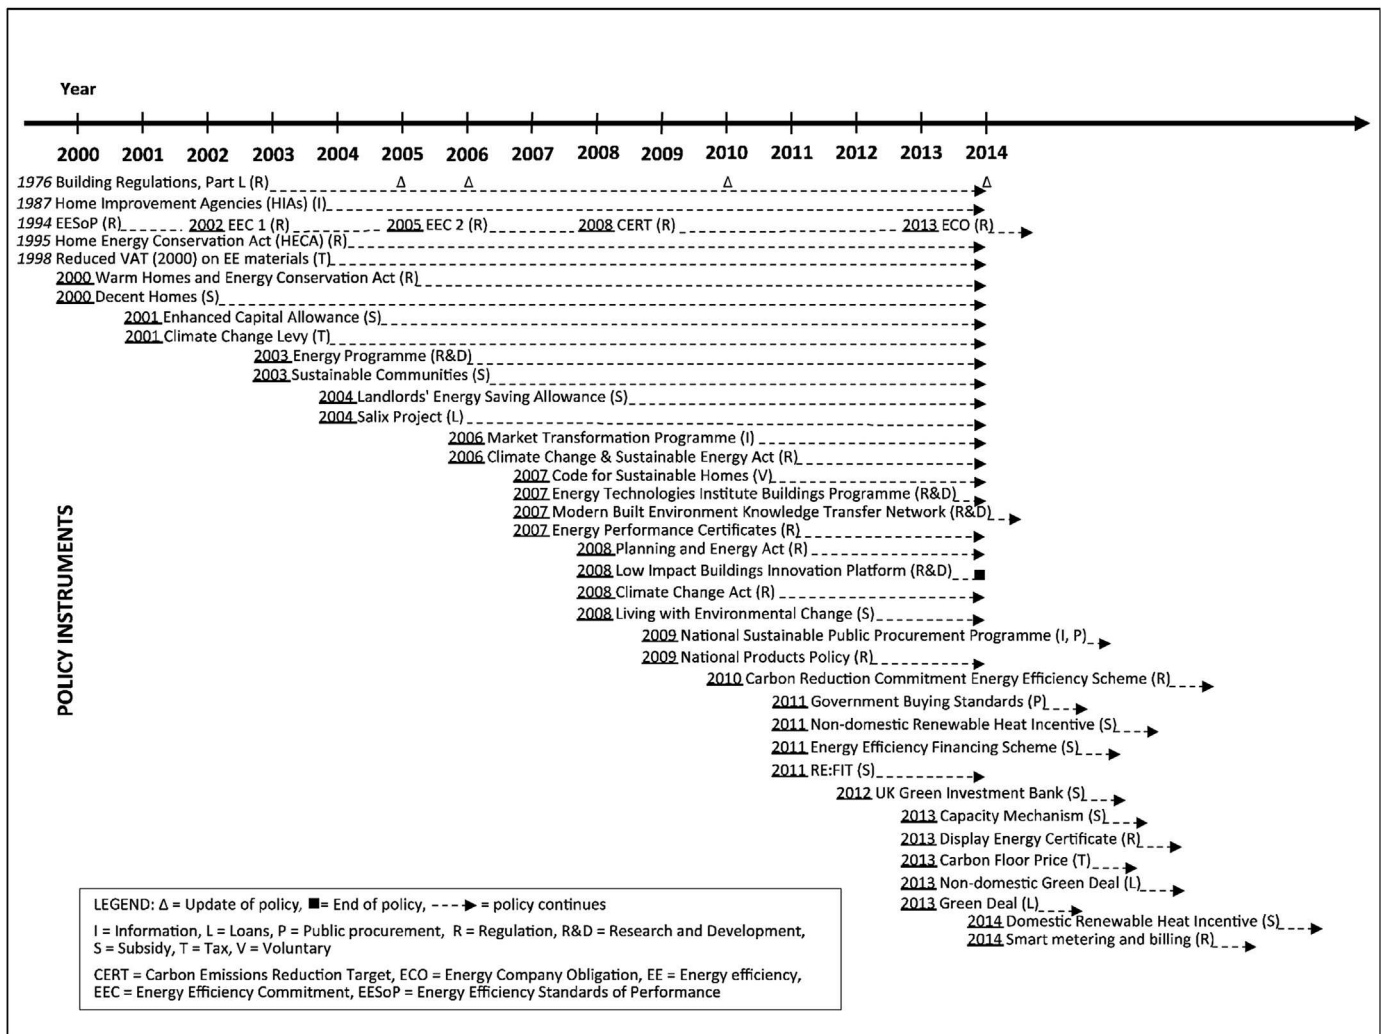 Year
2000 2001 2002 2003 2004 2005 2006 2007 2008 2009 2010 2011 2012 2013 2014
1976 Building Regulations, Part L (R) Δ Δ Δ Δ
1987 Home Improvement Agencies (HIAs) (I)
1994 EESoP (R) 2002 EEC 1 (R) 2005 EEC 2 (R) 2008 CERT (R) 2013 ECO (R)
1995 Home Energy Conservation Act (HECA) (R)
1998 Reduced VAT (2000) on EE materials (T)
2000 Warm Homes and Energy Conservation Act (R)
2000 Decent Homes (S)
2001 Enhanced Capital Allowance (S)
2001 Climate Change Levy (T)
2003 Energy Programme (R&D)
2003 Sustainable Communities (S)
2004 Landlords' Energy Saving Allowance (S)
2004 Salix Project (L)
2006 Market Transformation Programme (I)
2006 Climate Change & Sustainable Energy Act (R)
2007 Code for Sustainable Homes (V)
2007 Energy Technologies Institute Buildings Programme (R&D)
2007 Modern Built Environment Knowledge Transfer Network (R&D)
2007 Energy Performance Certificates (R)
2008 Planning and Energy Act (R)
2008 Low Impact Buildings Innovation Platform (R&D)
2008 Climate Change Act (R)
2008 Living with Environmental Change (S)
2009 National Sustainable Public Procurement Programme (I, P)
2009 National Products Policy (R)
2010 Carbon Reduction Commitment Energy Efficiency Scheme (R)
2011 Government Buying Standards (P)
2011 Non-domestic Renewable Heat Incentive (S)
2011 Energy Efficiency Financing Scheme (S)
2011 RE:FIT (S)
2012 UK Green Investment Bank (S)
2013 Capacity Mechanism (S)
2013 Display Energy Certificate (R)
2013 Carbon Floor Price (T)
2013 Non-domestic Green Deal (L)
2013 Green Deal (L)
2014 Domestic Renewable Heat Incentive (S)
2014 Smart metering and billing (R)
POLICY INSTRUMENTS
LEGEND: Δ = Update of policy, ■= End of policy, ----► = policy continues
I = Information, L = Loans, P = Public procurement, R = Regulation, R&D = Research and Development,
S = Subsidy, T = Tax, V = Voluntary
CERT = Carbon Emissions Reduction Target, ECO = Energy Company Obligation, EE = Energy efficiency,
EEC = Energy Efficiency Commitment, EESoP = Energy Efficiency Standards of Performance